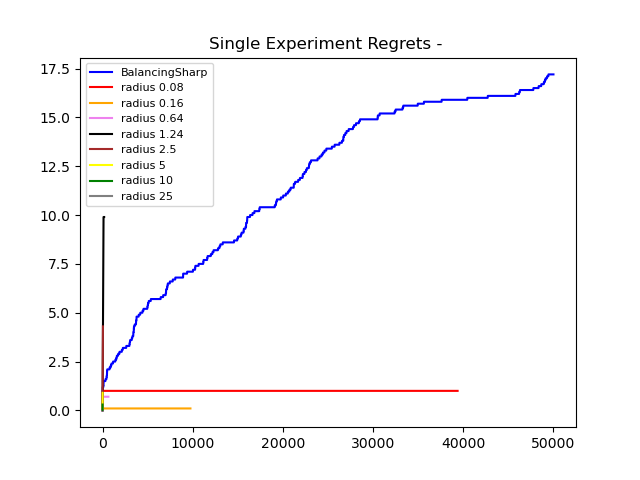 Single Experiment Regrets -
17.5
15.0
12.5
10.0
7.5
5.0
2.5
0.0
BalancingSharp
radius 0.08
radius 0.16
radius 0.64
radius 1.24
radius 2.5
radius 5
radius 10
radius 25
0 10000 20000 30000 40000 50000